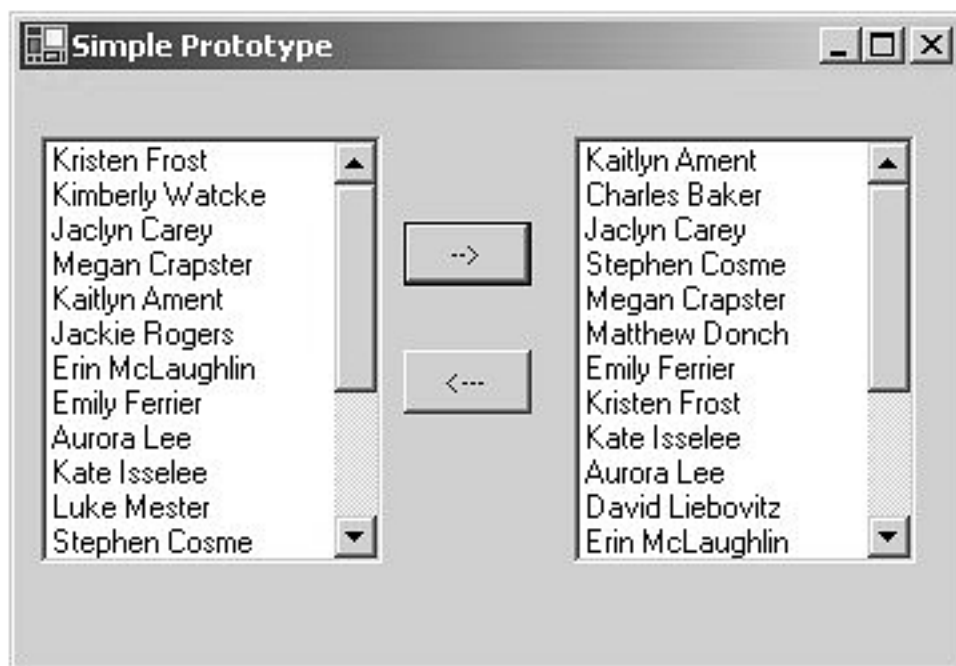 Simple Prototype
Kristen Frost
Kimberly Watcke
Jaclyn Carey
Megan Crapster
Kaitlyn Ament
Jackie Rogers
Erin McLaughlin
Emily Ferrier
Aurora Lee
Kate Isselee
Luke Mester
Stephen Cosme
-->
<---
Kaitlyn Ament
Charles Baker
Jaclyn Carey
Stephen Cosme
Megan Crapster
Matthew Donch
Emily Ferrier
Kristen Frost
Kate Isselee
Aurora Lee
David Liebovitz
Erin McLaughlin